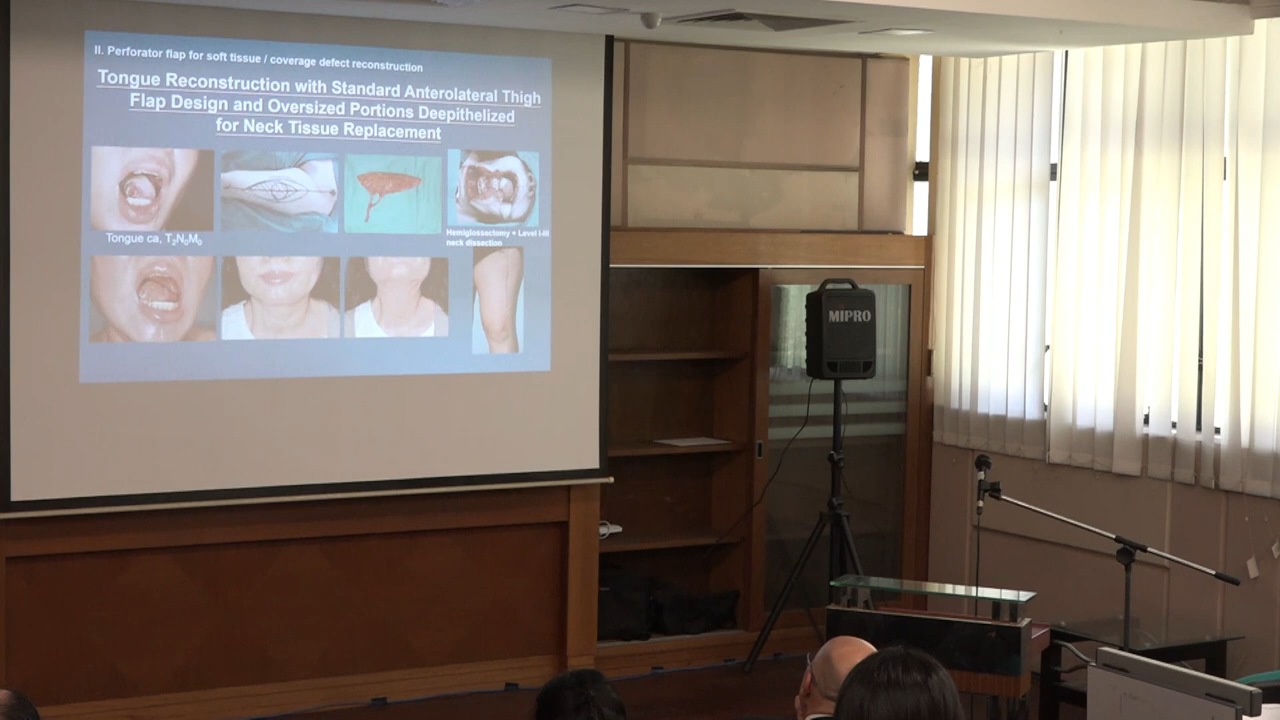 II. Perforator flap for soft tissue / coverage defect reconstruction
Tongue Reconstruction with Standard Anterolateral Thigh
Flap Design and Oversized Portions Deepithelized
for Neck Tissue Replacement
Tongue ca, T₂N₀M₀
Hemiglossectomy + Level I-III
neck dissection
MIPRO